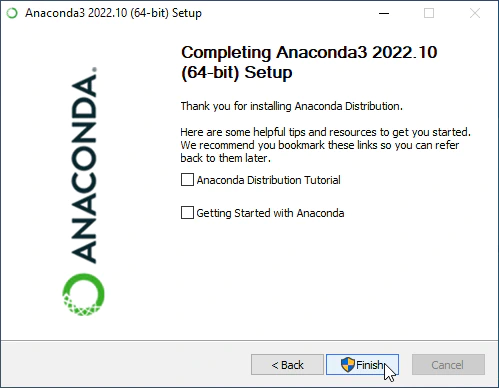 Anaconda3 2022.10 (64-bit) Setup
ANACONDA.
Completing Anaconda3 2022.10
(64-bit) Setup
Thank you for installing Anaconda Distribution.
Here are some helpful tips and resources to get you started.
We recommend you bookmark these links so you can refer
back to them later.
Anaconda Distribution Tutorial
Getting Started with Anaconda
< Back
Finish
Cancel